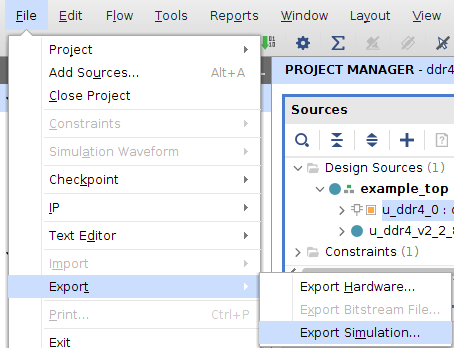 File Edit Flow Tools Reports Window Layout View
Project
Add Sources... Alt+A
Close Project
Constraints
Simulation Waveform
Checkpoint
IP
Text Editor
Import
Export
Print... Ctrl+P
Exit
Export Hardware...
Export Bitstream File...
Export Simulation...
PROJECT MANAGER - ddr4
Sources
Design Sources (1)
example_top
u_ddr4_0 :
u_ddr4_v2_2_
Constraints (1)